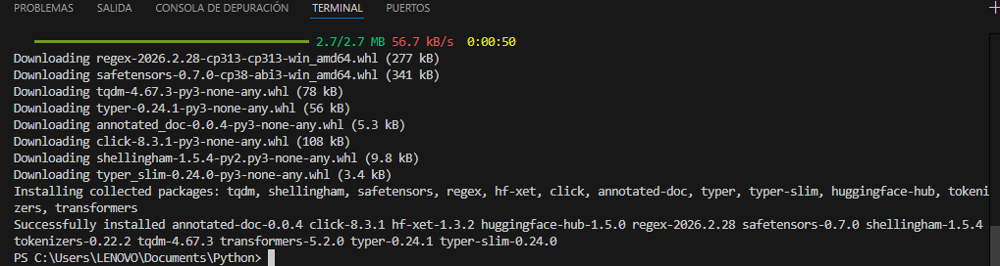 PROBLEMAS SALIDA CONSOLA DE DEPURACIÓN TERMINAL PUERTOS
2.7/2.7 MB 56.7 kB/s 0:00:50
Downloading regex-2026.2.28-cp313-cp313-win_amd64.whl (277 kB)
Downloading safetensors-0.7.0-cp38-abi3-win_amd64.whl (341 kB)
Downloading tqdm-4.67.3-py3-none-any.whl (78 kB)
Downloading typer-0.24.1-py3-none-any.whl (56 kB)
Downloading annotated_doc-0.0.4-py3-none-any.whl (5.3 kB)
Downloading click-8.3.1-py3-none-any.whl (108 kB)
Downloading shellingham-1.5.4-py2.py3-none-any.whl (9.8 kB)
Downloading typer_slim-0.24.0-py3-none-any.whl (3.4 kB)
Installing collected packages: tqdm, shellingham, safetensors, regex, hf-xet, click, annotated-doc, typer, typer-slim, huggingface-hub, tokeni
zers, transformers
Successfully installed annotated-doc-0.0.4 click-8.3.1 hf-xet-1.3.2 huggingface-hub-1.5.0 regex-2026.2.28 safetensors-0.7.0 shellingham-1.5.4
tokenizers-0.22.2 tqdm-4.67.3 transformers-5.2.0 typer-0.24.1 typer-slim-0.24.0
PS C:\Users\LENOVO\Documents\Python>